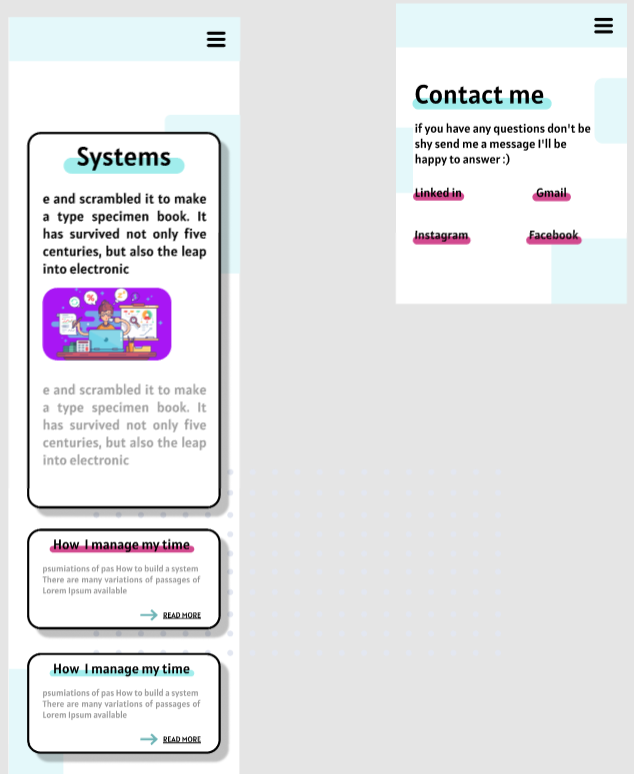 Systems
e and scrambled it to make
a type specimen book. It
has survived not only five
centuries, but also the leap
into electronic
e and scrambled it to make
a type specimen book. It
has survived not only five
centuries, but also the leap
into electronic
How I manage my time
psumiations of pas How to build a system
There are many variations of passages of
Lorem Ipsum available
READ MORE
How I manage my time
psumiations of pas How to build a system
There are many variations of passages of
Lorem Ipsum available
READ MORE
Contact me
if you have any questions don't be
shy send me a message I'll be
happy to answer :)
Linked in
Gmail
Instagram
Facebook